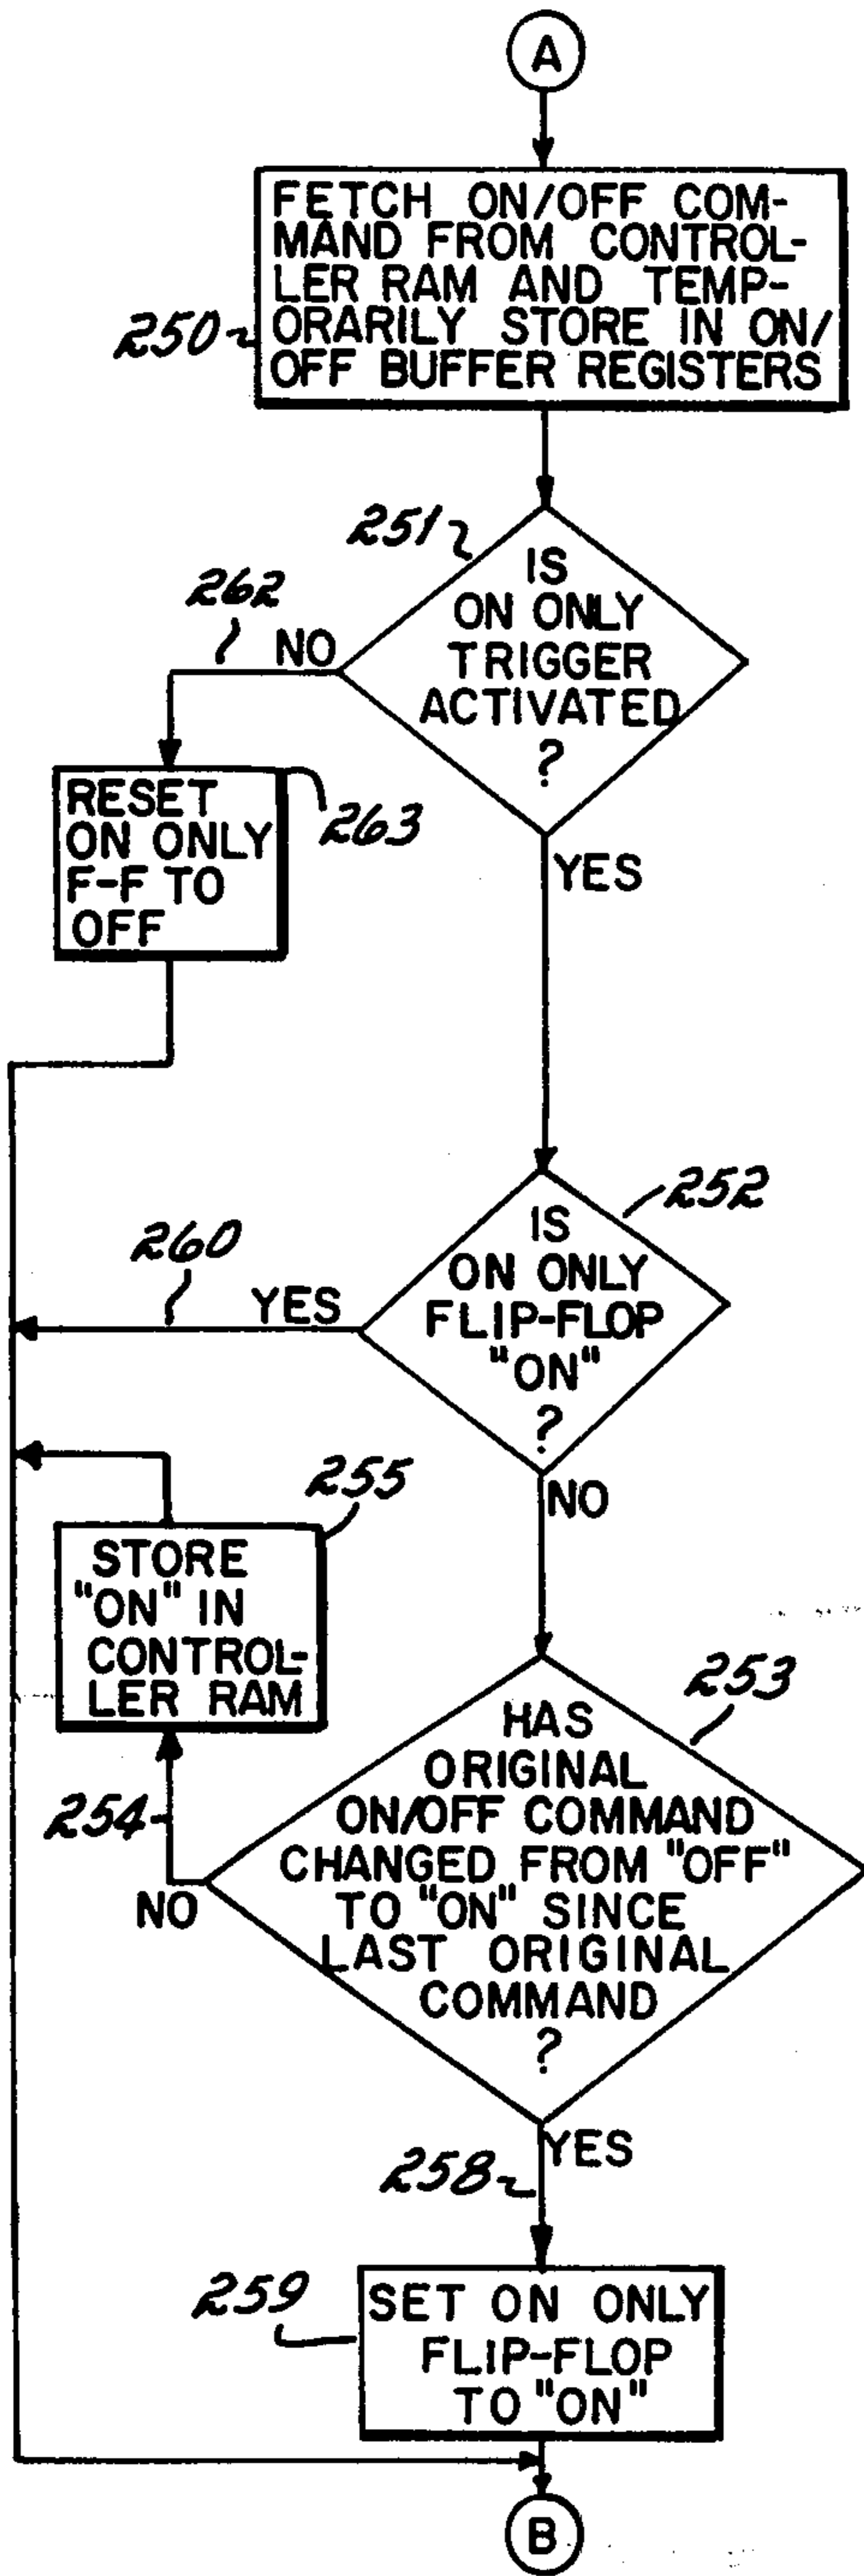 A
FETCH ON/OFF COM-
MAND FROM CONTROL-
LER RAM AND TEMP-
ORARILY STORE IN ON/
OFF BUFFER REGISTERS
250
251
IS
ON ONLY
TRIGGER
ACTIVATED
?
262
NO
YES
RESET
ON ONLY
F-F TO
OFF
263
252
IS
ON ONLY
FLIP-FLOP
"ON"
?
260
YES
NO
255
STORE
"ON" IN
CONTROL-
LER RAM
254
NO
253
HAS
ORIGINAL
ON/OFF COMMAND
CHANGED FROM "OFF"
TO "ON" SINCE
LAST ORIGINAL
COMMAND
?
YES
258
259
SET ON ONLY
FLIP-FLOP
TO "ON"
B